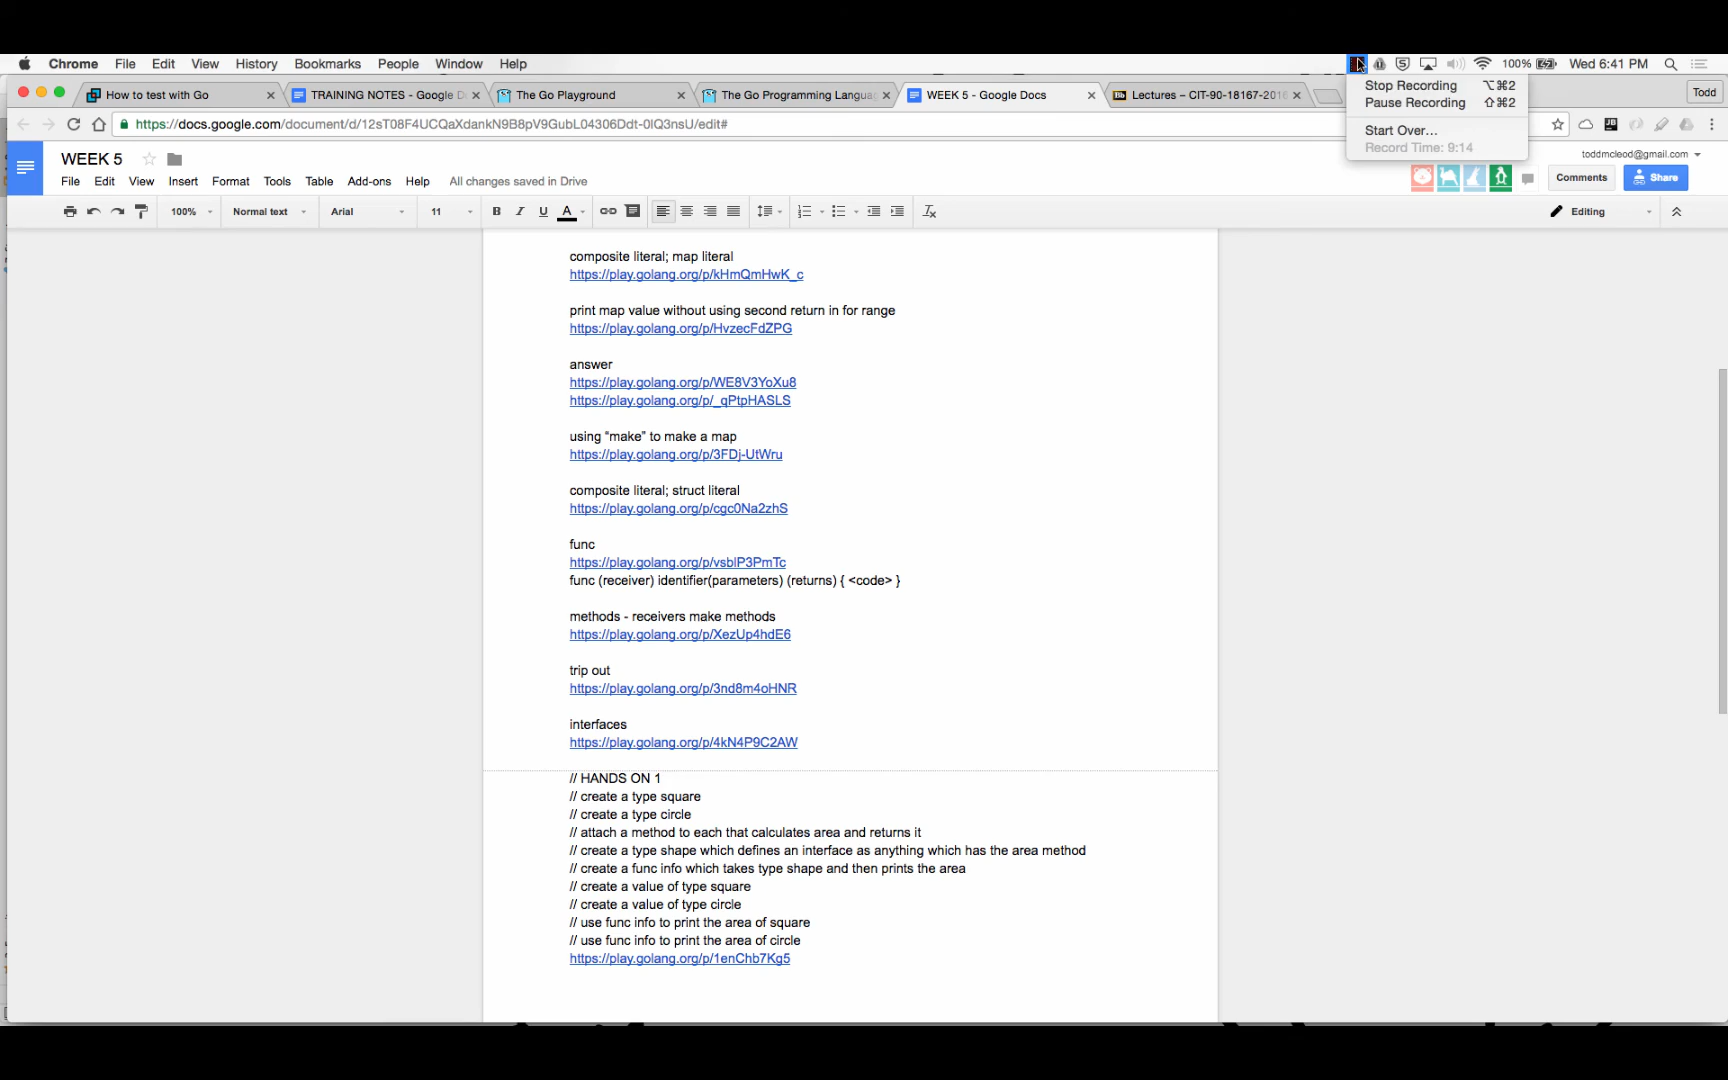 Chrome File Edit View History Bookmarks People Window Help
100% Wed 6:41 PM
Stop Recording ⌥⌘2
Pause Recording ⇧⌘2
Start Over…
Record Time: 9:14
How to test with Go
TRAINING NOTES - Google D
The Go Playground
The Go Programming Langua
WEEK 5 - Google Docs
Lectures – CIT-90-18167-201
Todd
https://docs.google.com/document/d/12sT08F4UCQaXdankN9B8pV9GubL04306Ddt-0lQ3nsU/edit#
WEEK 5
toddmcleod@gmail.com
File Edit View Insert Format Tools Table Add-ons Help All changes saved in Drive
Comments
Share
100% Normal text Arial 11 B I U A
Editing
composite literal; map literal
https://play.golang.org/p/kHmQmHwK_c
print map value without using second return in for range
https://play.golang.org/p/HvzecFdZPG
answer
https://play.golang.org/p/WE8V3YoXu8
https://play.golang.org/p/_qPtpHASLS
using “make” to make a map
https://play.golang.org/p/3FDj-UtWru
composite literal; struct literal
https://play.golang.org/p/cgc0Na2zhS
func
https://play.golang.org/p/vsblP3PmTc
func (receiver) identifier(parameters) (returns) { <code> }
methods - receivers make methods
https://play.golang.org/p/XezUp4hdE6
trip out
https://play.golang.org/p/3nd8m4oHNR
interfaces
https://play.golang.org/p/4kN4P9C2AW
// HANDS ON 1
// create a type square
// create a type circle
// attach a method to each that calculates area and returns it
// create a type shape which defines an interface as anything which has the area method
// create a func info which takes type shape and then prints the area
// create a value of type square
// create a value of type circle
// use func info to print the area of square
// use func info to print the area of circle
https://play.golang.org/p/1enChb7Kg5